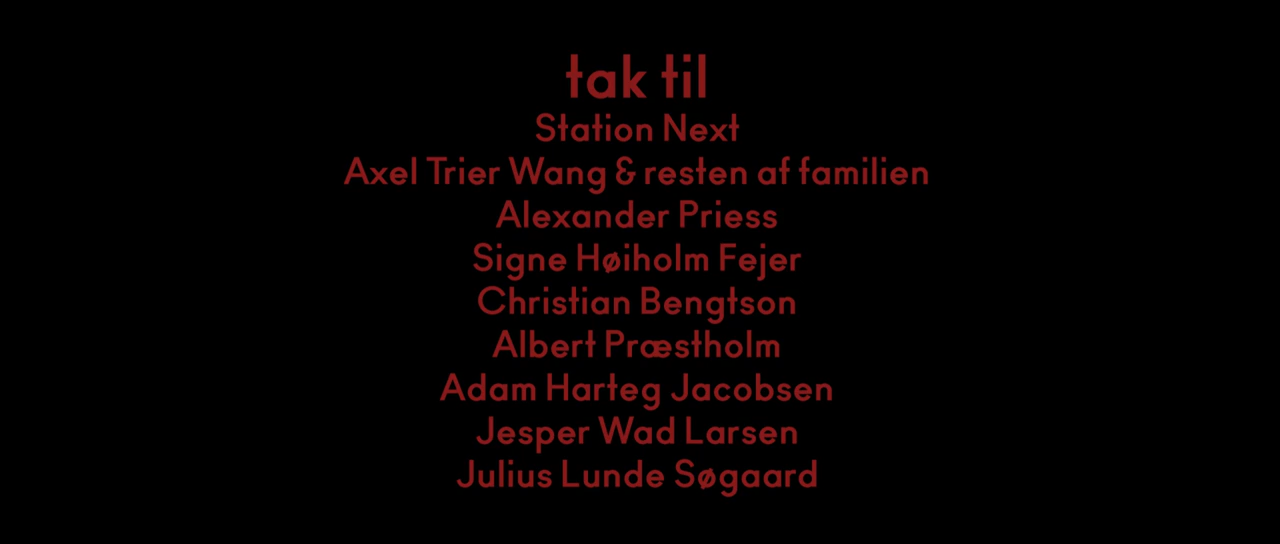 tak til
Station Next
Axel Trier Wang & resten af familien
Alexander Priess
Signe Høiholm Fejer
Christian Bengtson
Albert Præstholm
Adam Harteg Jacobsen
Jesper Wad Larsen
Julius Lunde Søgaard